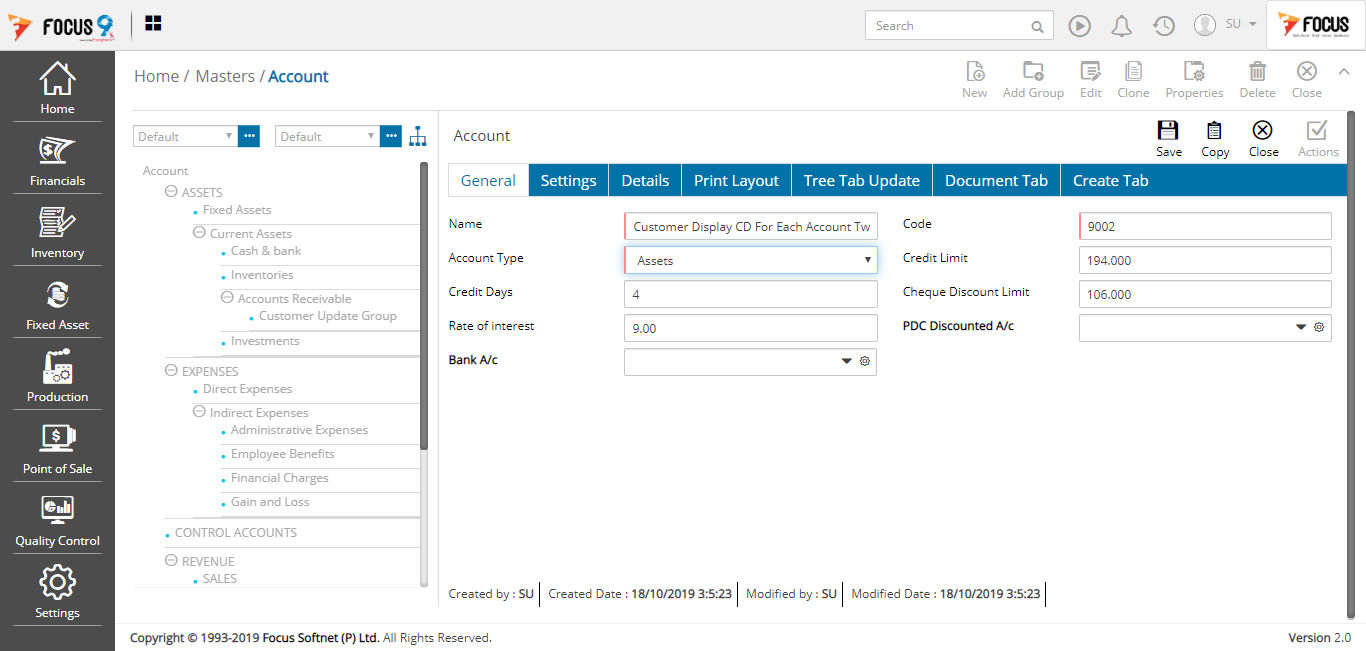 FOCUS 9
Search
SU
FOCUS
Home
Financials
Inventory
Fixed Asset
Production
Point of Sale
Quality Control
Settings
Home / Masters / Account
New Add Group Edit Clone Properties Delete Close
Default ... Default ...
Account
ASSETS
Fixed Assets
Current Assets
Cash & bank
Inventories
Accounts Receivable
Customer Update Group
Investments
EXPENSES
Direct Expenses
Indirect Expenses
Administrative Expenses
Employee Benefits
Financial Charges
Gain and Loss
CONTROL ACCOUNTS
REVENUE
SALES
Account
Save Copy Close Actions
General Settings Details Print Layout Tree Tab Update Document Tab Create Tab
Name Customer Display CD For Each Account Tw Code 9002
Account Type Assets Credit Limit 194.000
Credit Days 4 Cheque Discount Limit 106.000
Rate of interest 9.00 PDC Discounted A/c
Bank A/c
Created by : SU Created Date : 18/10/2019 3:5:23 Modified by : SU Modified Date : 18/10/2019 3:5:23
Copyright © 1993-2019 Focus Softnet (P) Ltd. All Rights Reserved. Version 2.0